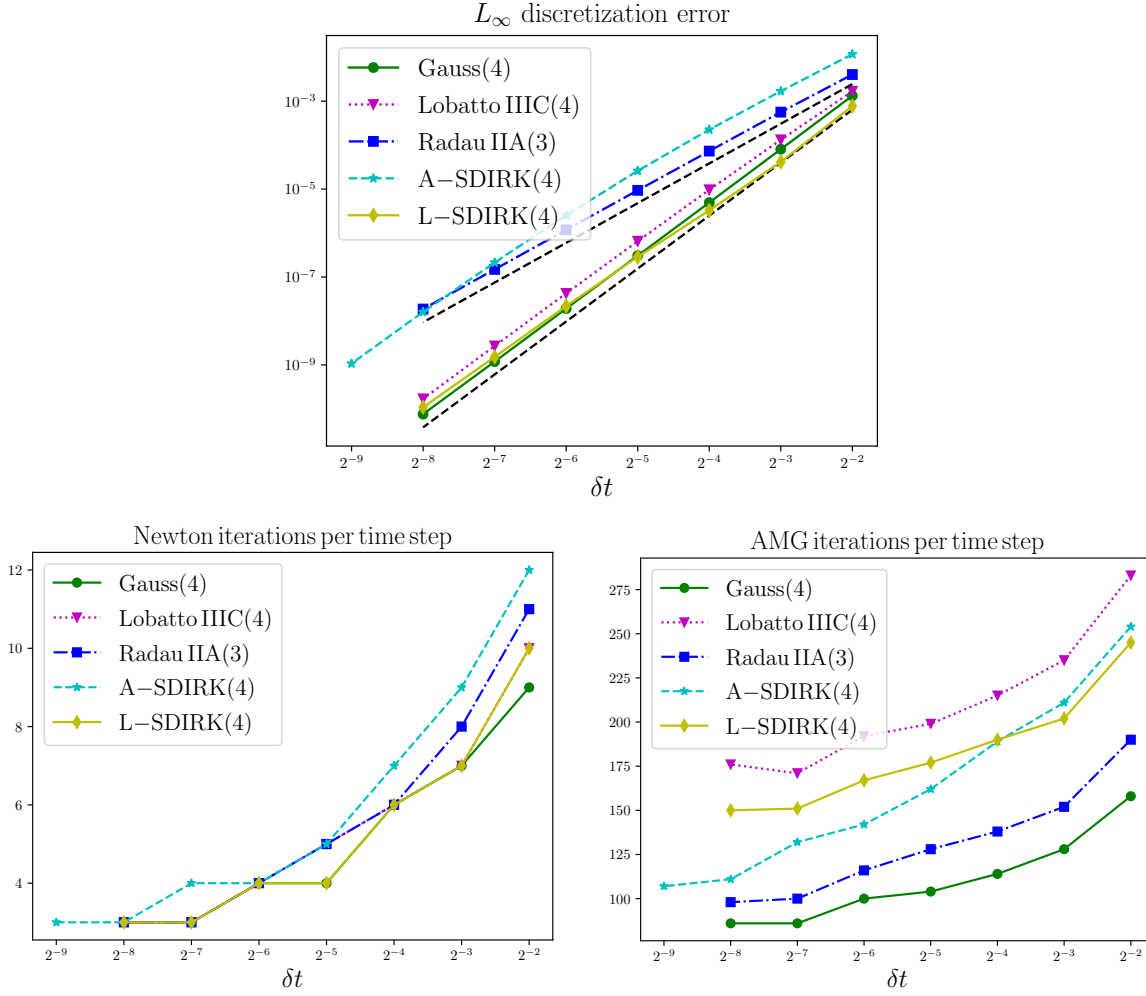 L∞ discretization error
Gauss(4)
Lobatto IIIC(4)
Radau IIA(3)
A−SDIRK(4)
L−SDIRK(4)
10⁻³
10⁻⁵
10⁻⁷
10⁻⁹
2⁻⁹ 2⁻⁸ 2⁻⁷ 2⁻⁶ 2⁻⁵ 2⁻⁴ 2⁻³ 2⁻²
δt
Newton iterations per time step
Gauss(4)
Lobatto IIIC(4)
Radau IIA(3)
A−SDIRK(4)
L−SDIRK(4)
12
10
8
6
4
2⁻⁹ 2⁻⁸ 2⁻⁷ 2⁻⁶ 2⁻⁵ 2⁻⁴ 2⁻³ 2⁻²
δt
AMG iterations per time step
Gauss(4)
Lobatto IIIC(4)
Radau IIA(3)
A−SDIRK(4)
L−SDIRK(4)
275
250
225
200
175
150
125
100
2⁻⁹ 2⁻⁸ 2⁻⁷ 2⁻⁶ 2⁻⁵ 2⁻⁴ 2⁻³ 2⁻²
δt